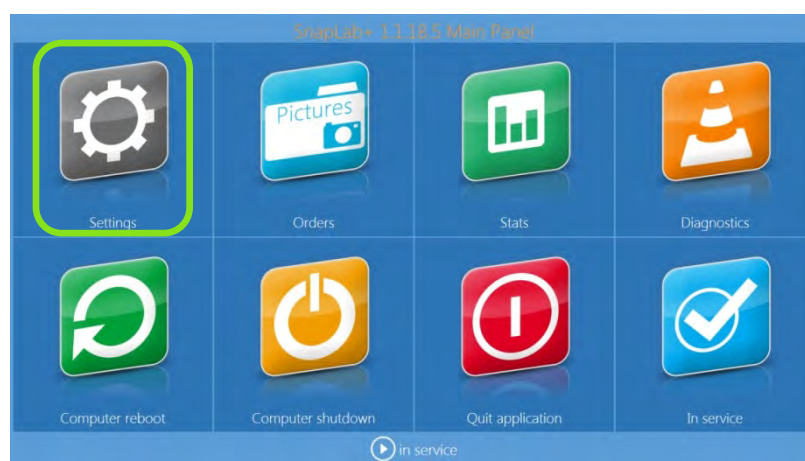 SnapLab+ 1.1.18.5 Main Panel
Pictures
Settings Orders Stats Diagnostics
Computer reboot Computer shutdown Quit application In service
in service